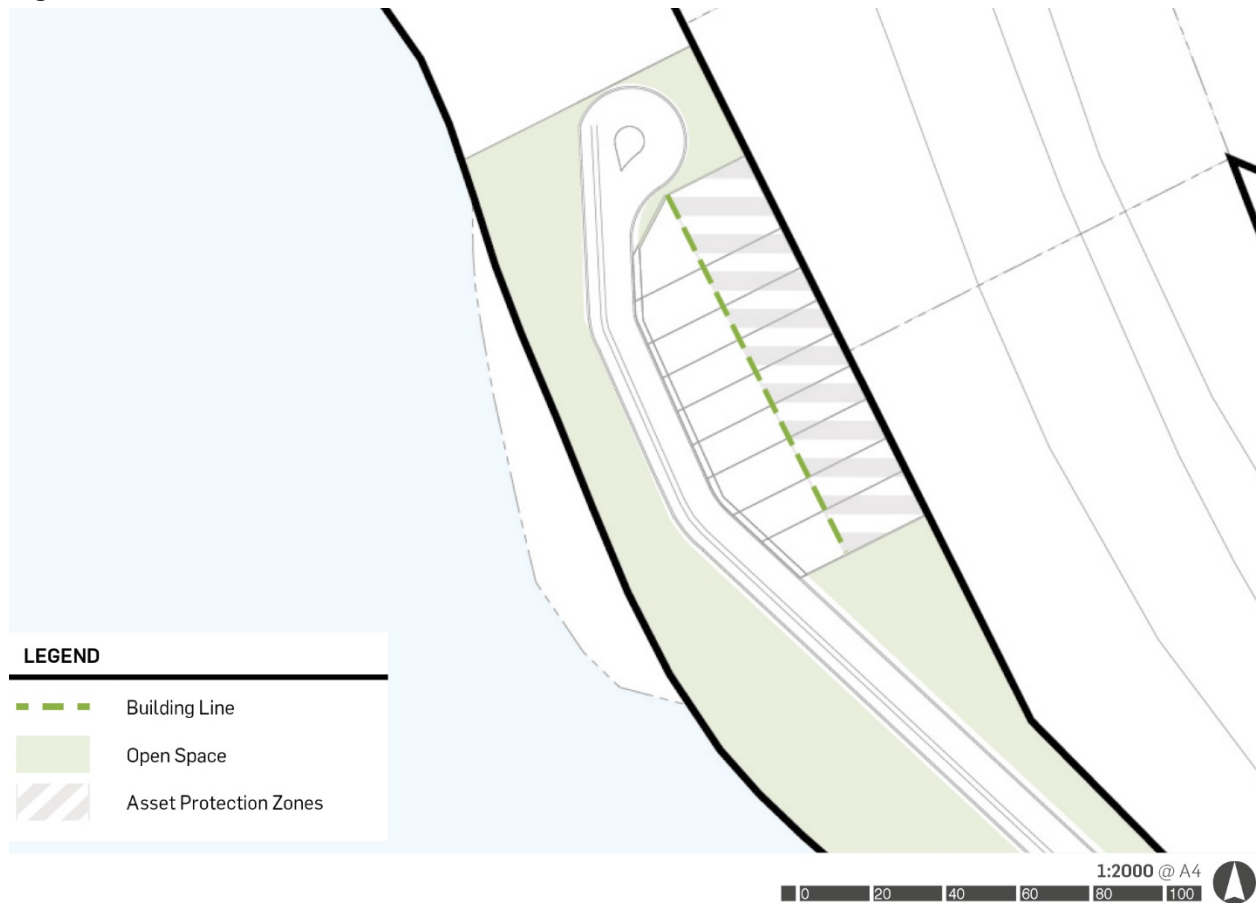 LEGEND
Building Line
Open Space
Asset Protection Zones
1:2000 @ A4
0 20 40 60 80 100